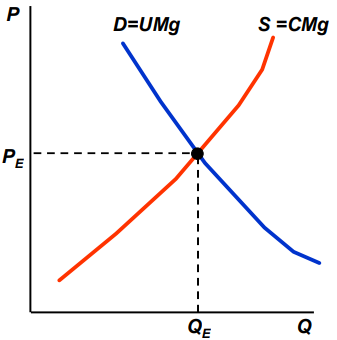 P
D=UMg
S =CMg
PE
QE
Q